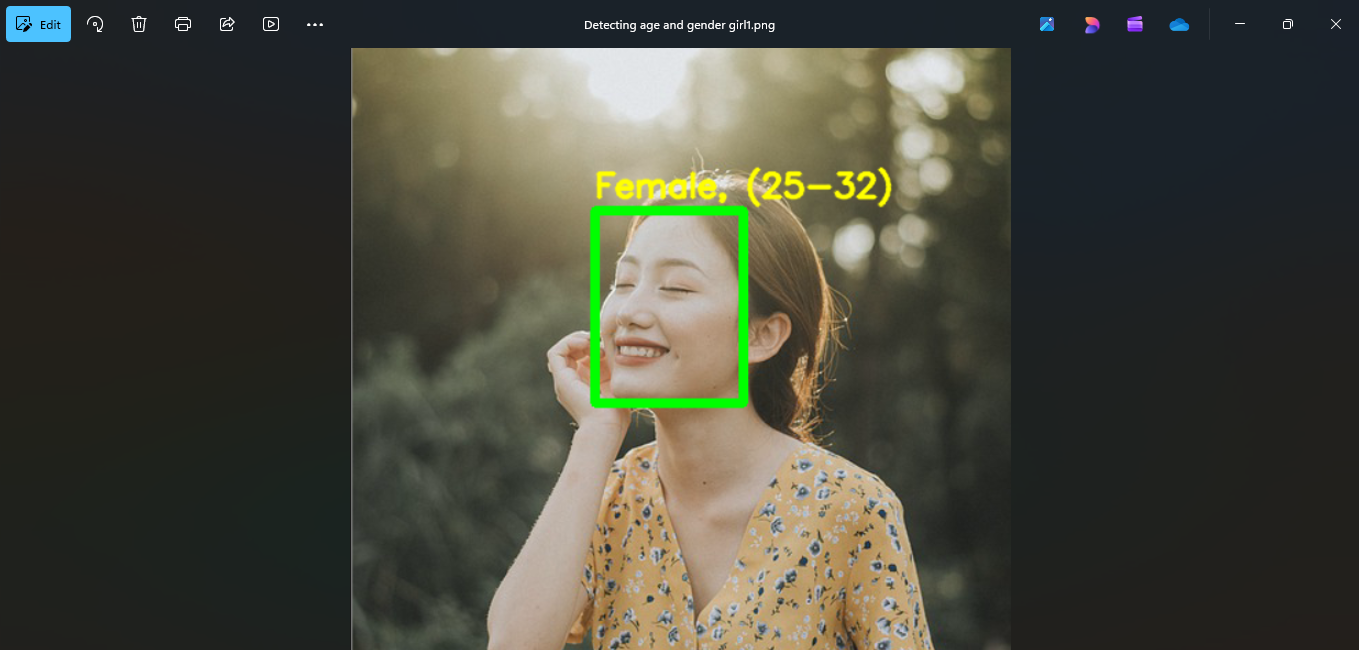 Edit
Detecting age and gender girl1.png
Female, (25-32)